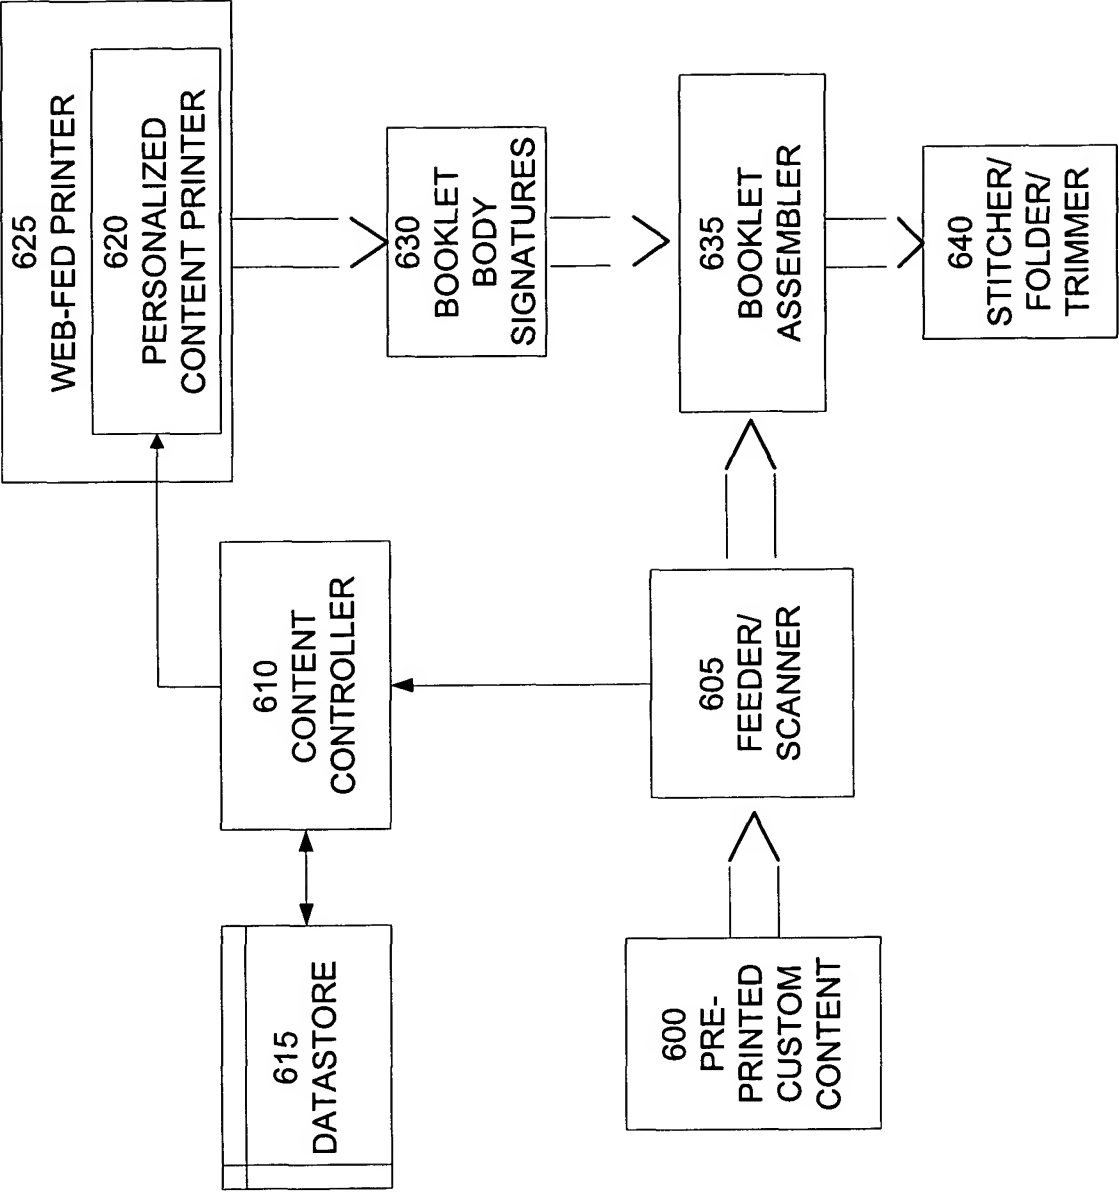 615
DATASTORE
610
CONTENT
CONTROLLER
625
WEB-FED PRINTER
620
PERSONALIZED
CONTENT PRINTER
630
BOOKLET
BODY
SIGNATURES
600
PRE-
PRINTED
CUSTOM
CONTENT
605
FEEDER/
SCANNER
635
BOOKLET
ASSEMBLER
640
STITCHER/
FOLDER/
TRIMMER